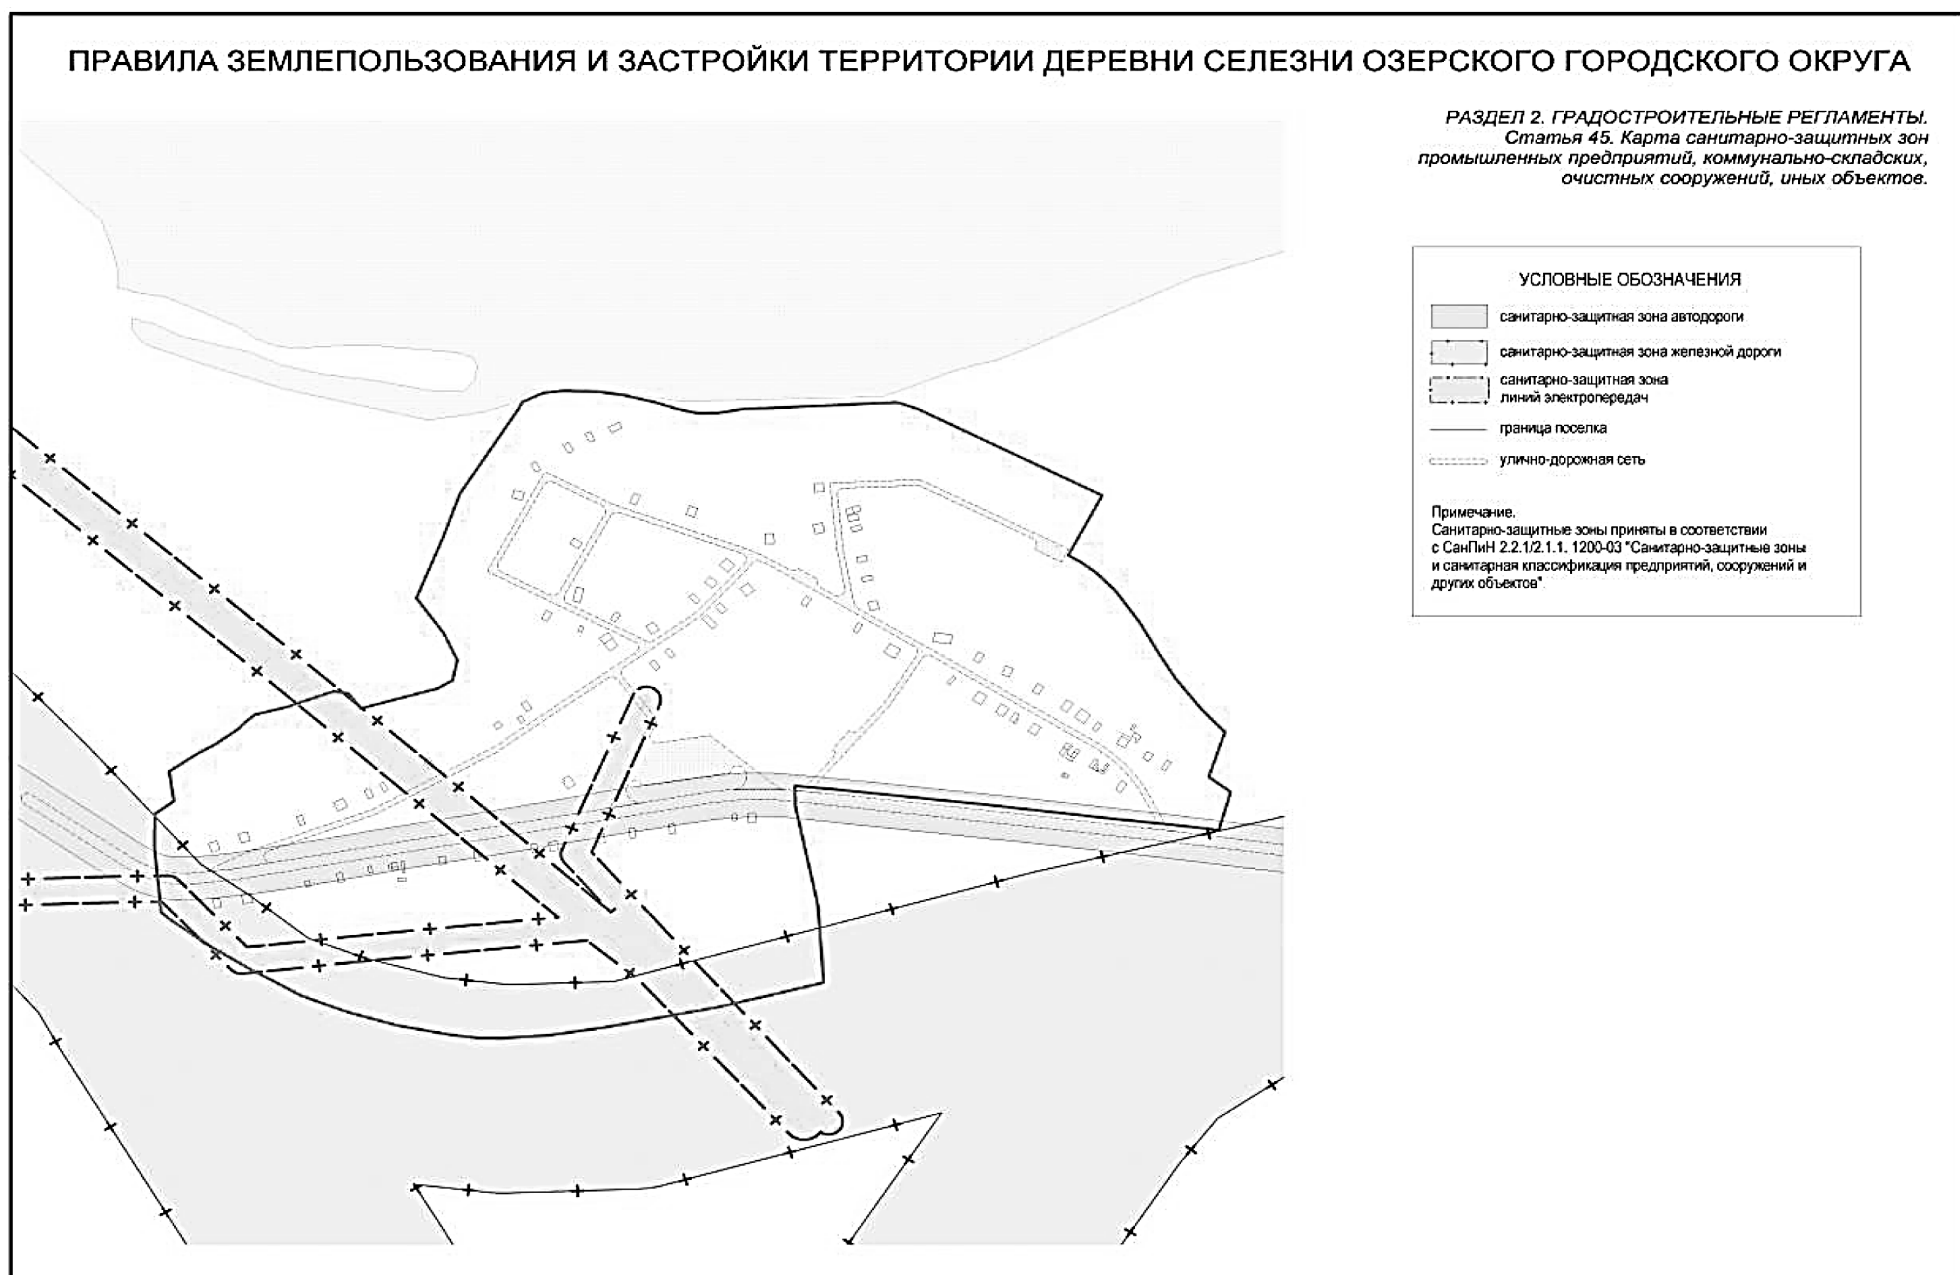 ПРАВИЛА ЗЕМЛЕПОЛЬЗОВАНИЯ И ЗАСТРОЙКИ ТЕРРИТОРИИ ДЕРЕВНИ СЕЛЕЗНИ ОЗЕРСКОГО ГОРОДСКОГО ОКРУГА
РАЗДЕЛ 2. ГРАДОСТРОИТЕЛЬНЫЕ РЕГЛАМЕНТЫ.
Статья 45. Карта санитарно-защитных зон
промышленных предприятий, коммунально-складских,
очистных сооружений, иных объектов.
УСЛОВНЫЕ ОБОЗНАЧЕНИЯ
санитарно-защитная зона автодороги
санитарно-защитная зона железной дороги
санитарно-защитная зона
линий электропередач
граница поселка
улично-дорожная сеть
Примечание.
Санитарно-защитные зоны приняты в соответствии
с СанПиН 2.2.1/2.1.1. 1200-03 "Санитарно-защитные зоны
и санитарная классификация предприятий, сооружений и
других объектов"